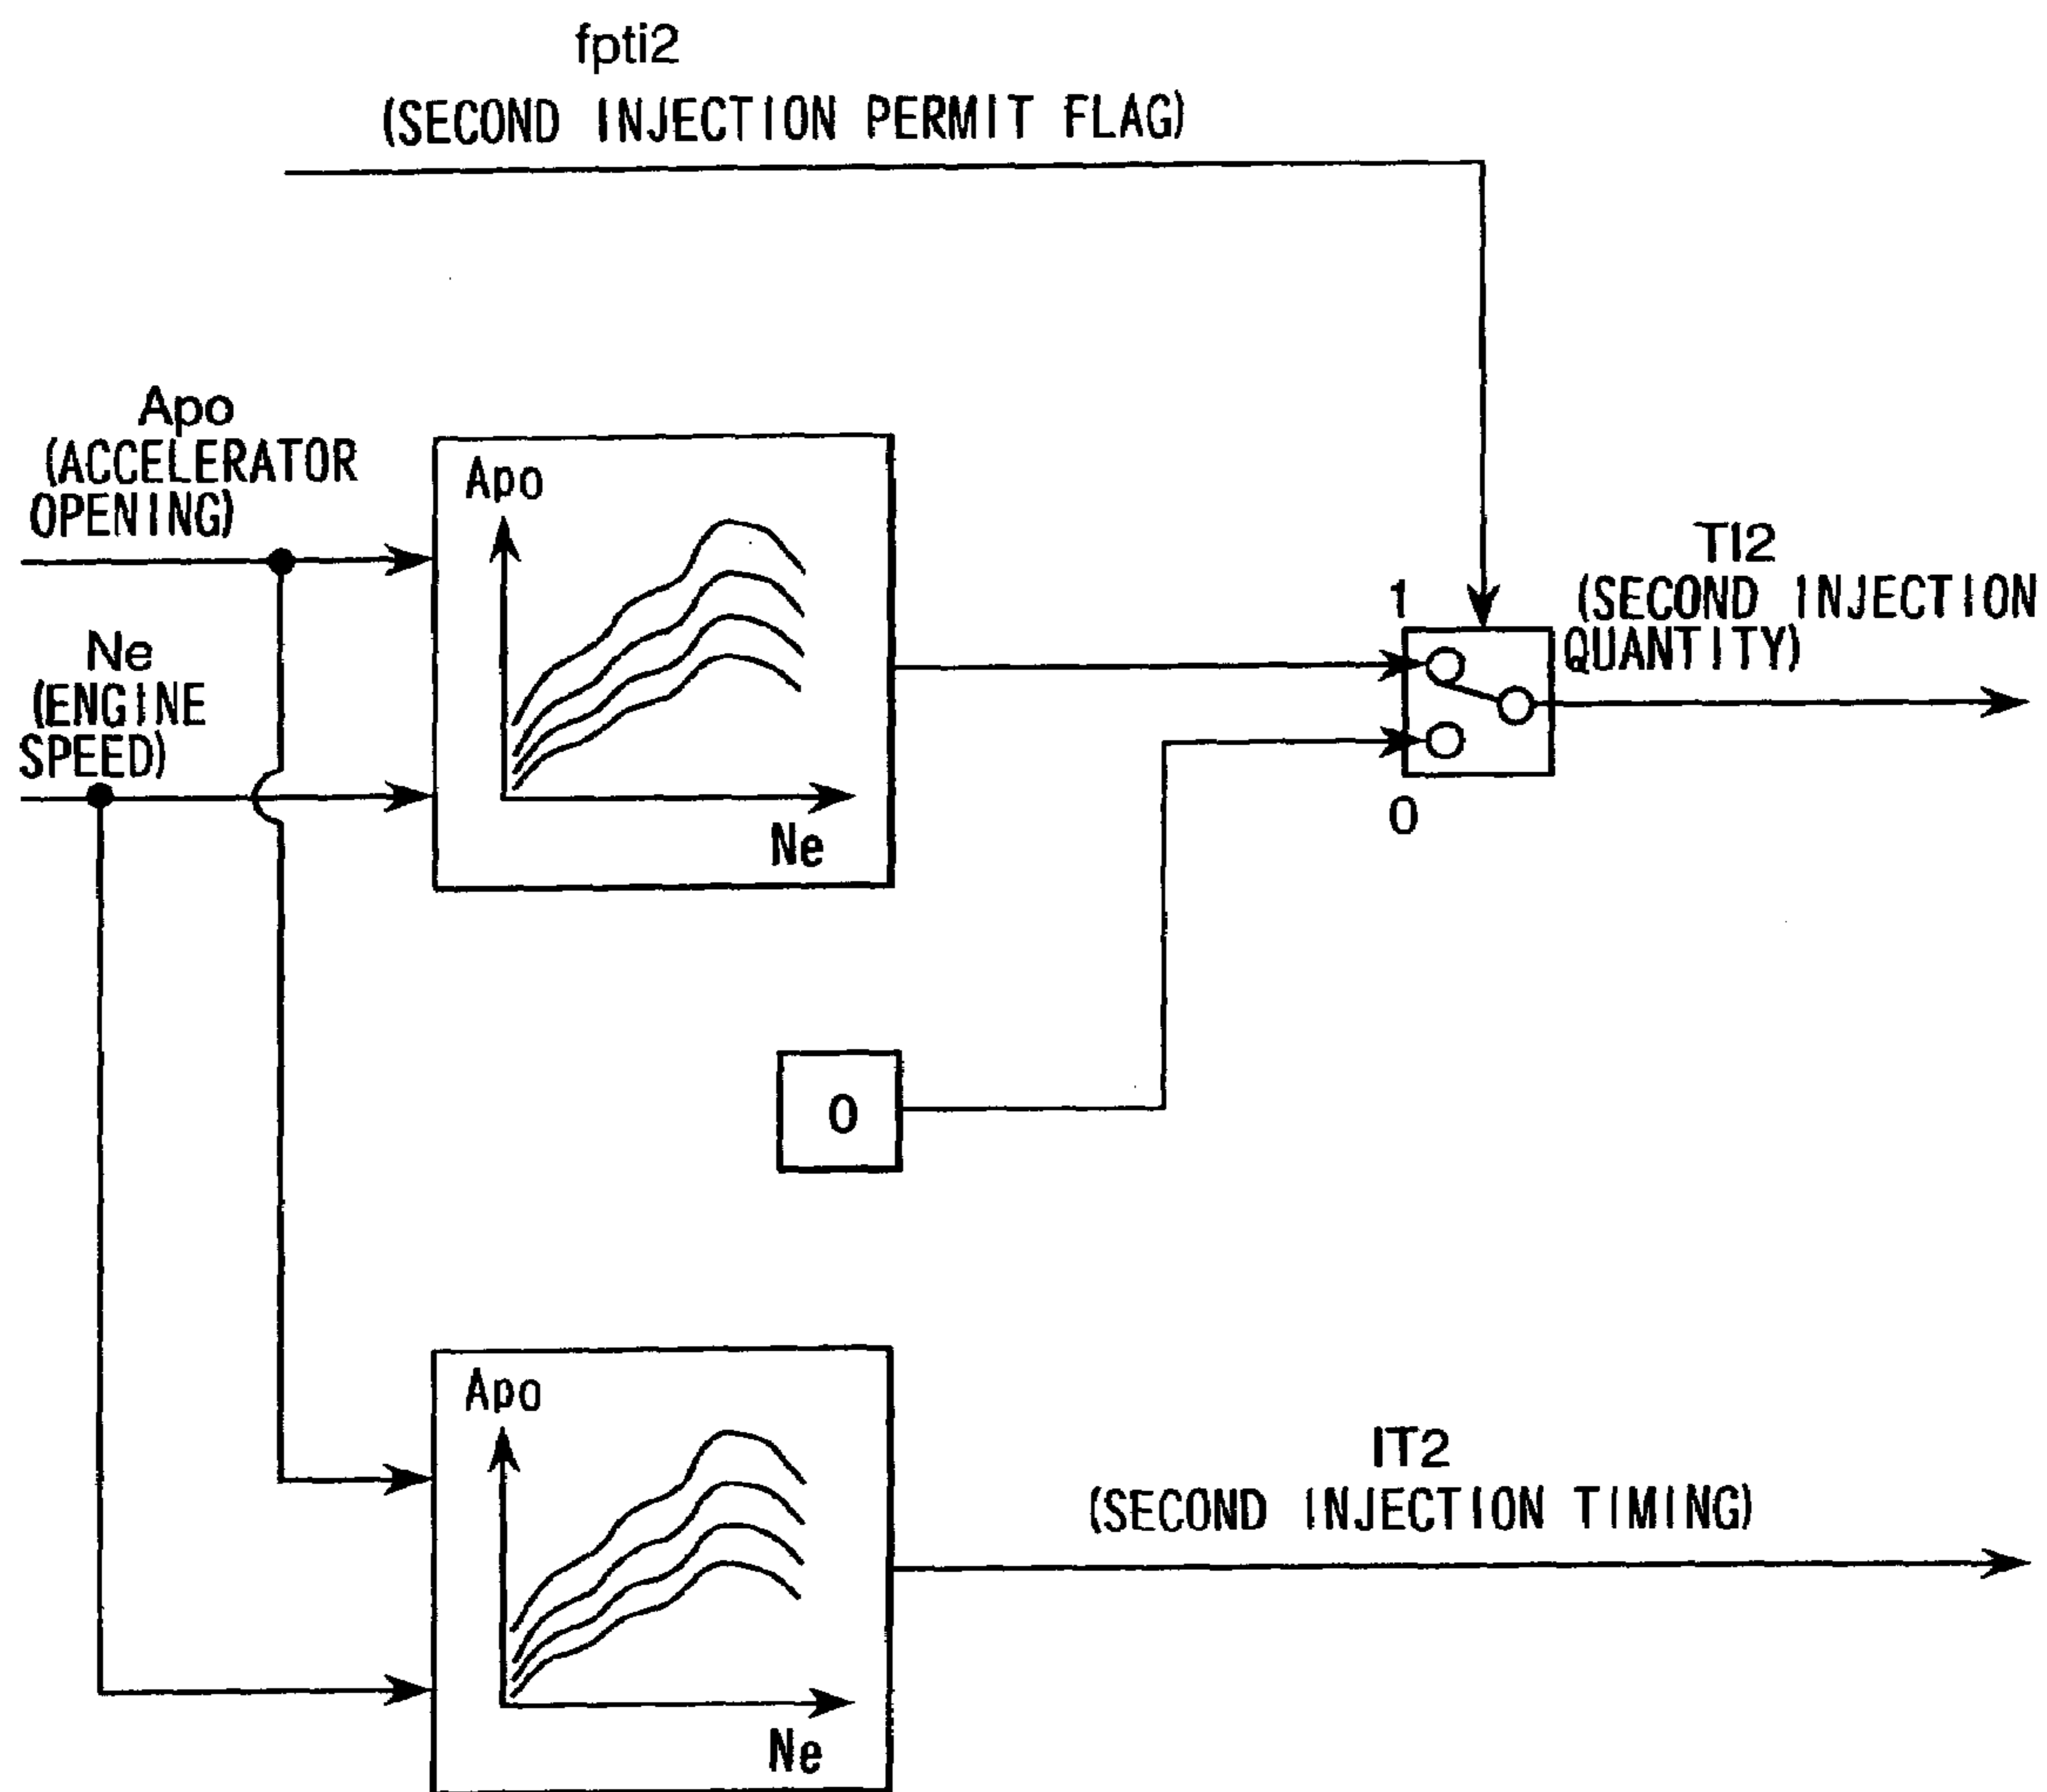 fpti2
(SECOND INJECTION PERMIT FLAG)
Apo
(ACCELERATOR
OPENING)
Ne
(ENGINE
SPEED)
Apo
Ne
1
0
TI2
(SECOND INJECTION
QUANTITY)
0
Apo
Ne
IT2
(SECOND INJECTION TIMING)